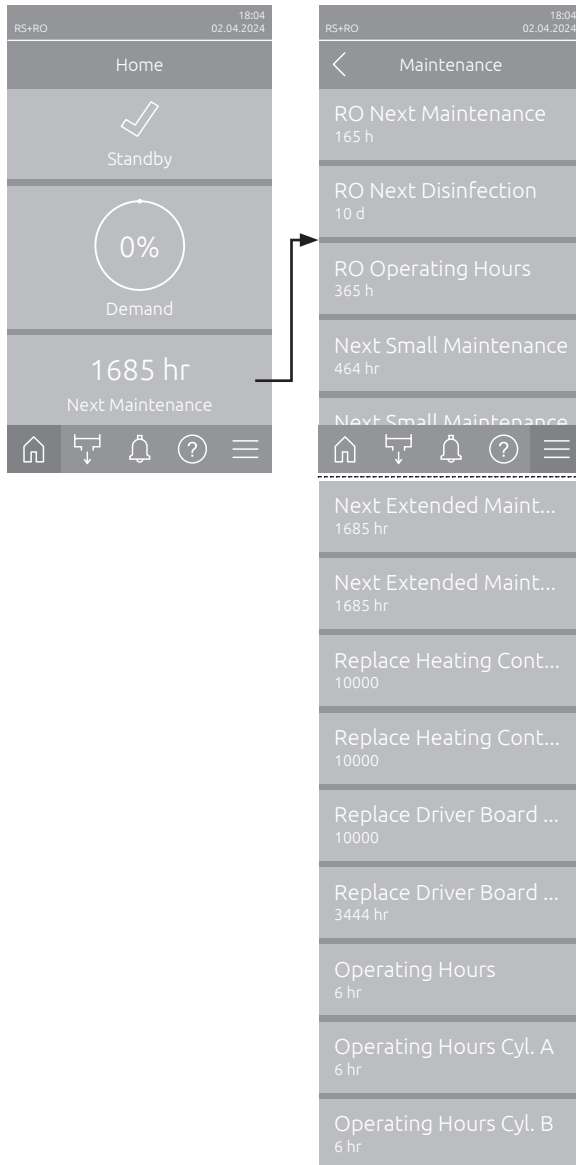 18:04
RS+RO 02.04.2024
Home
Standby
0%
Demand
1685 hr
Next Maintenance
?
18:04
RS+RO 02.04.2024
Maintenance
RO Next Maintenance
165 h
RO Next Disinfection
10 d
RO Operating Hours
365 h
Next Small Maintenance
464 hr
Next Small Maintenance
?
Next Extended Maint...
1685 hr
Next Extended Maint...
1685 hr
Replace Heating Cont...
10000
Replace Heating Cont...
10000
Replace Driver Board ...
10000
Replace Driver Board ...
3444 hr
Operating Hours
6 hr
Operating Hours Cyl. A
6 hr
Operating Hours Cyl. B
6 hr